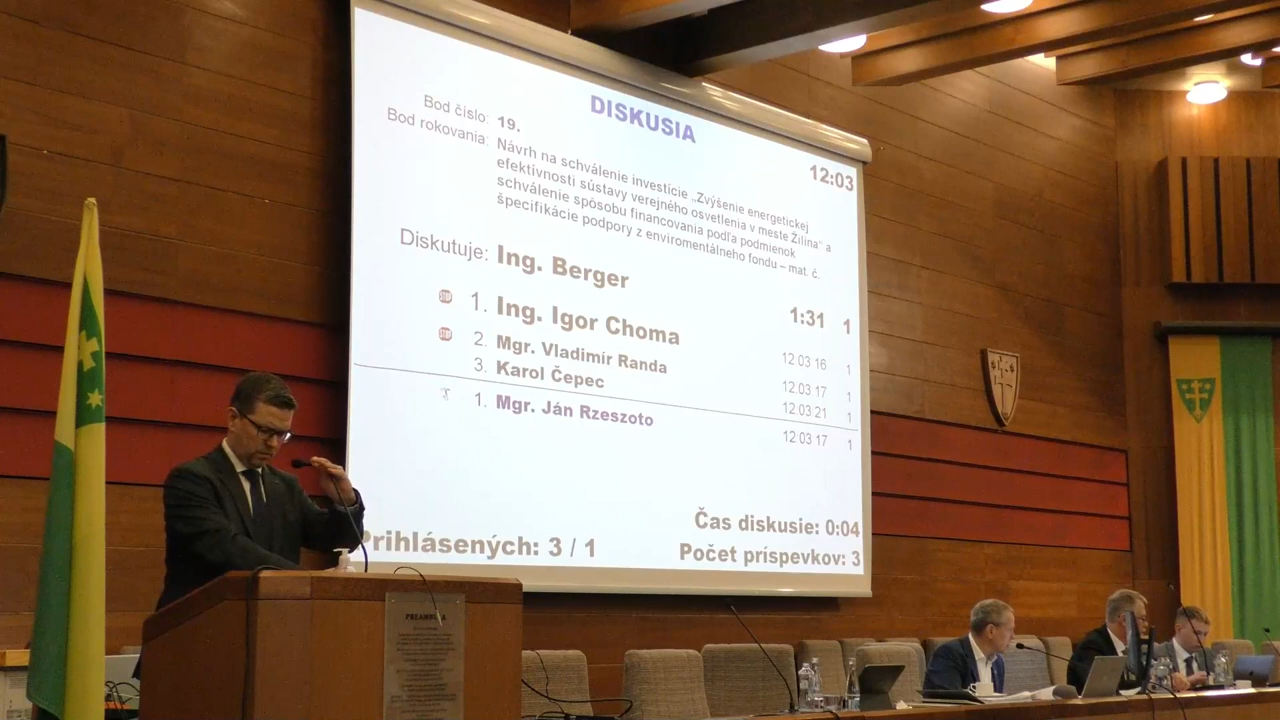 DISKUSIA
12:03
Bod číslo: 19.
Bod rokovania: Návrh na schválenie investície „Zvýšenie energetickej
efektívnosti sústavy verejného osvetlenia v meste Žilina“ a
schválenie spôsobu financovania podľa podmienok
špecifikácie podpory z enviromentálneho fondu – mat. č.
Diskutuje: Ing. Berger 1:31 1
STOP 1. Ing. Igor Choma 12 03 16 1
STOP 2. Mgr. Vladimír Randa 12 03 17 1
3. Karol Čepec 12 03 21 1
1. Mgr. Ján Rzeszoto 12 03 17 1
Čas diskusie: 0:04
Prihlásených: 3 / 1
Počet príspevkov: 3
PREAMBULA